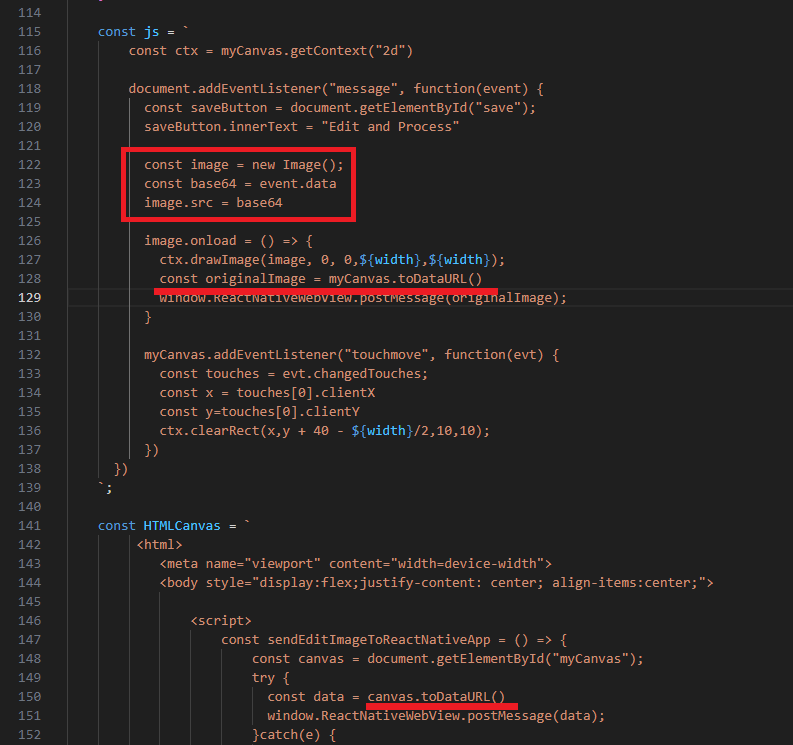 114
115 const js = `
116 const ctx = myCanvas.getContext("2d")
117
118 document.addEventListener("message", function(event) {
119 const saveButton = document.getElementById("save");
120 saveButton.innerText = "Edit and Process"
121
122 const image = new Image();
123 const base64 = event.data
124 image.src = base64
125
126 image.onload = () => {
127 ctx.drawImage(image, 0, 0,${width},${width});
128 const originalImage = myCanvas.toDataURL()
129 window.ReactNativeWebView.postMessage(originalImage);
130 }
131
132 myCanvas.addEventListener("touchmove", function(evt) {
133 const touches = evt.changedTouches;
134 const x = touches[0].clientX
135 const y=touches[0].clientY
136 ctx.clearRect(x,y + 40 - ${width}/2,10,10);
137 })
138 })
139 `;
140
141 const HTMLCanvas = `
142 <html>
143 <meta name="viewport" content="width=device-width">
144 <body style="display:flex;justify-content: center; align-items:center;">
145
146 <script>
147 const sendEditImageToReactNativeApp = () => {
148 const canvas = document.getElementById("myCanvas");
149 try {
150 const data = canvas.toDataURL()
151 window.ReactNativeWebView.postMessage(data);
152 }catch(e) {